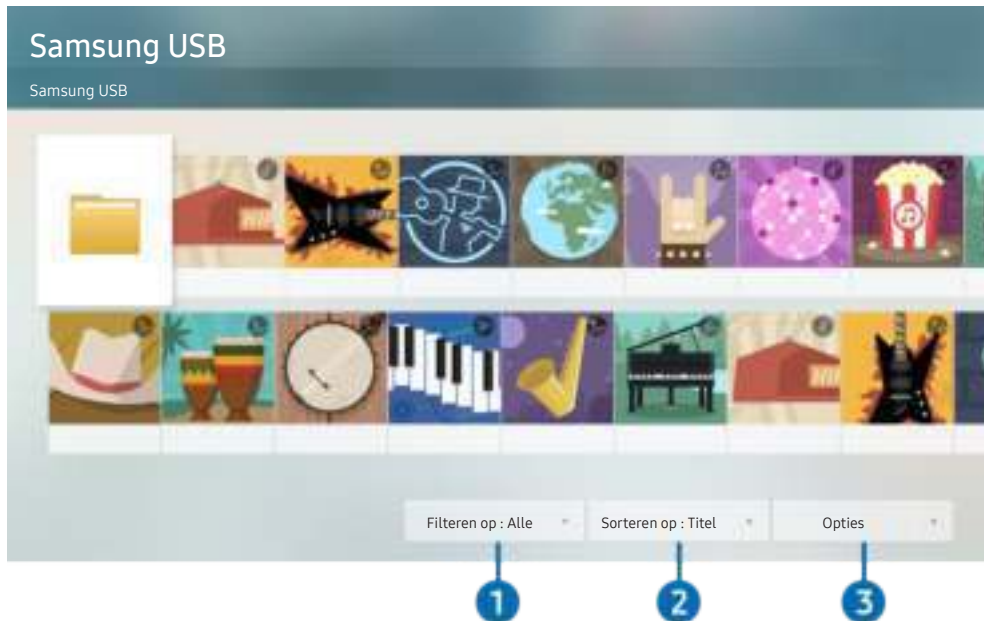 Samsung USB
Samsung USB
Filteren op : Alle
Sorteren op : Titel
Opties
1
2
3